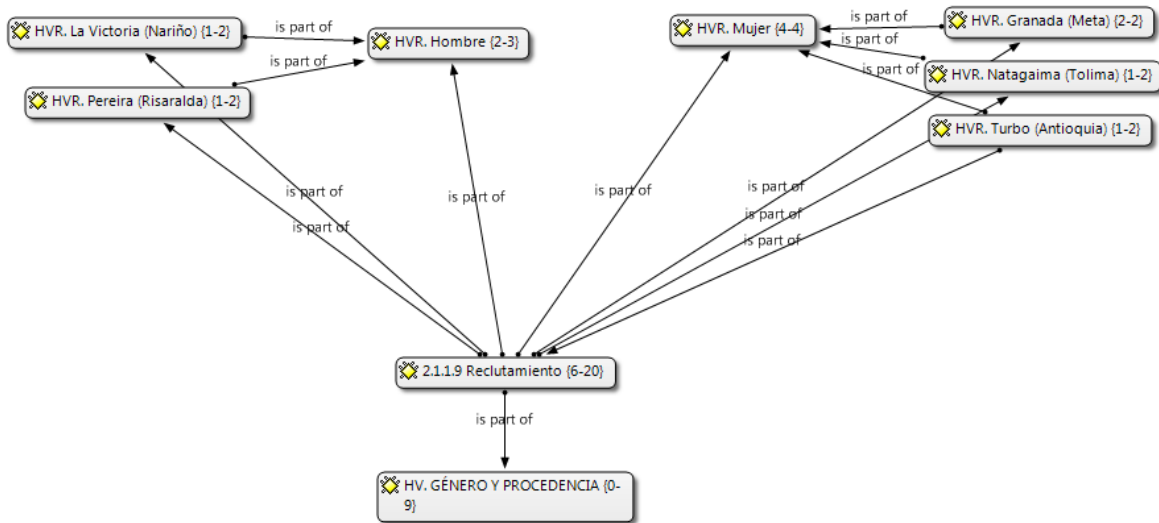 HVR. La Victoria (Nariño) {1-2}
is part of
HVR. Hombre {2-3}
HVR. Mujer {4-4}
is part of
HVR. Granada (Meta) {2-2}
is part of
is part of
HVR. Natagaima (Tolima) {1-2}
is part of
HVR. Pereira (Risaralda) {1-2}
HVR. Turbo (Antioquia) {1-2}
is part of
is part of
is part of
is part of
is part of
is part of
is part of
2.1.1.9 Reclutamiento {6-20}
is part of
HV. GÉNERO Y PROCEDENCIA {0-
9}